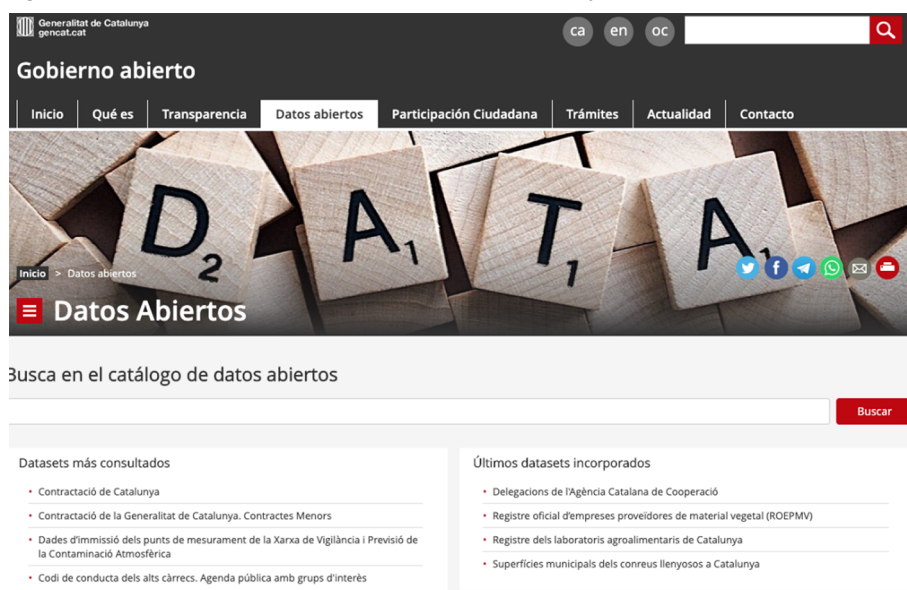 Generalitat de Catalunya
gencat.cat
ca en oc
Gobierno abierto
Inicio Qué es Transparencia Datos abiertos Participación Ciudadana Trámites Actualidad Contacto
D2 A1 T1 A1
Inicio > Datos abiertos
Datos Abiertos
Busca en el catálogo de datos abiertos
Buscar
Datasets más consultados
• Contractació de Catalunya
• Contractació de la Generalitat de Catalunya. Contractes Menors
• Dades d'immissió dels punts de mesurament de la Xarxa de Vigilància i Previsió de
la Contaminació Atmosfèrica
• Codi de conducta dels alts càrrecs. Agenda pública amb grups d'interès
Últimos datasets incorporados
• Delegacions de l'Agència Catalana de Cooperació
• Registre oficial d'empreses proveïdores de material vegetal (ROEPMV)
• Registre dels laboratoris agroalimentaris de Catalunya
• Superfícies municipals dels conreus llenyosos a Catalunya